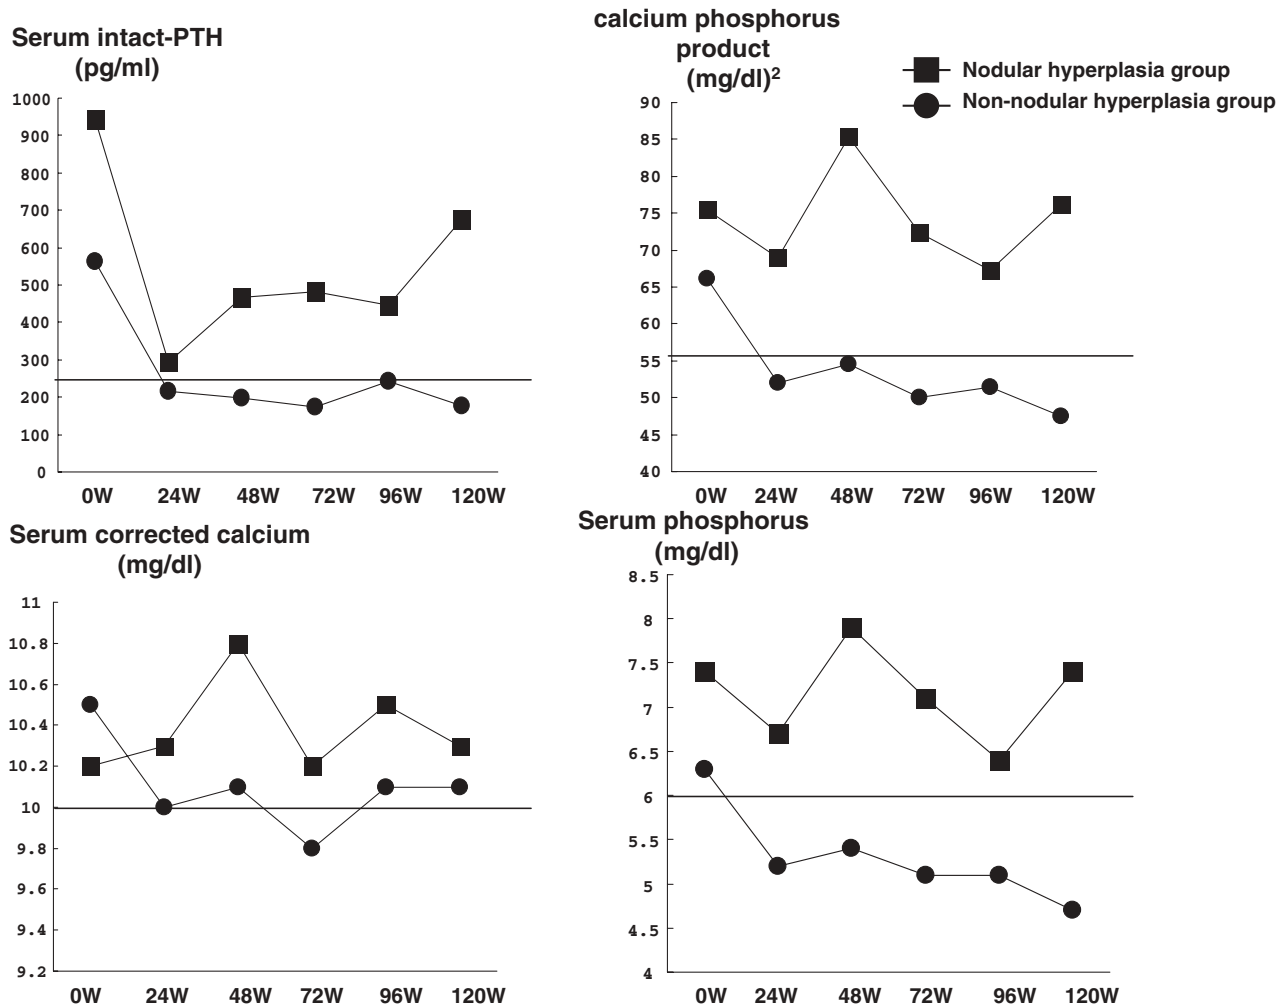 Serum intact-PTH
(pg/ml)
1000
900
800
700
600
500
400
300
200
100
0
0W 24W 48W 72W 96W 120W
calcium phosphorus
product
(mg/dl)²
Nodular hyperplasia group
Non-nodular hyperplasia group
90
85
80
75
70
65
60
55
50
45
40
0W 24W 48W 72W 96W 120W
Serum corrected calcium
(mg/dl)
11
10.8
10.6
10.4
10.2
10
9.8
9.6
9.4
9.2
0W 24W 48W 72W 96W 120W
Serum phosphorus
(mg/dl)
8.5
8
7.5
7
6.5
6
5.5
5
4.5
4
0W 24W 48W 72W 96W 120W